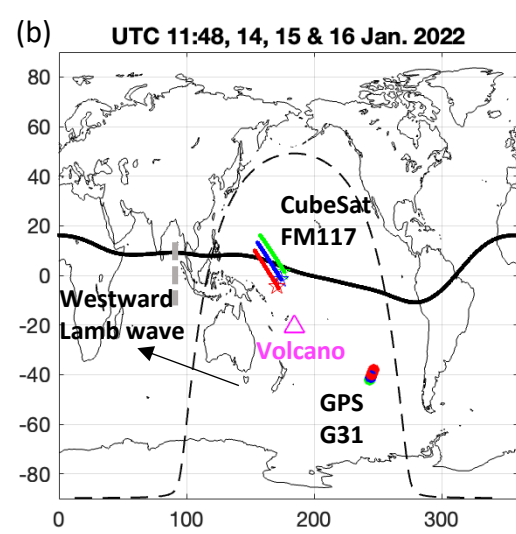 (b)
UTC 11:48, 14, 15 & 16 Jan. 2022
80
60
40
20
0
-20
-40
-60
-80
CubeSat
FM117
Westward
Lamb wave
Volcano
GPS
G31
0
100
200
300